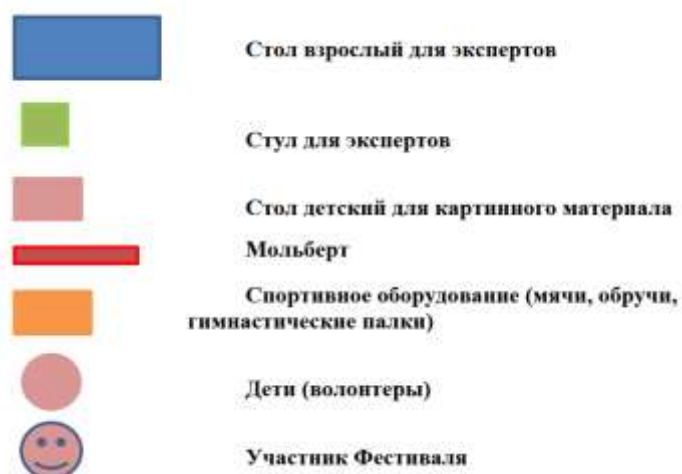 Стол взрослый для экспертов
Стул для экспертов
Стол детский для картинного материала
Мольберт
Спортивное оборудование (мячи, обручи,
гимнастические палки)
Дети (волонтеры)
Участник Фестиваля